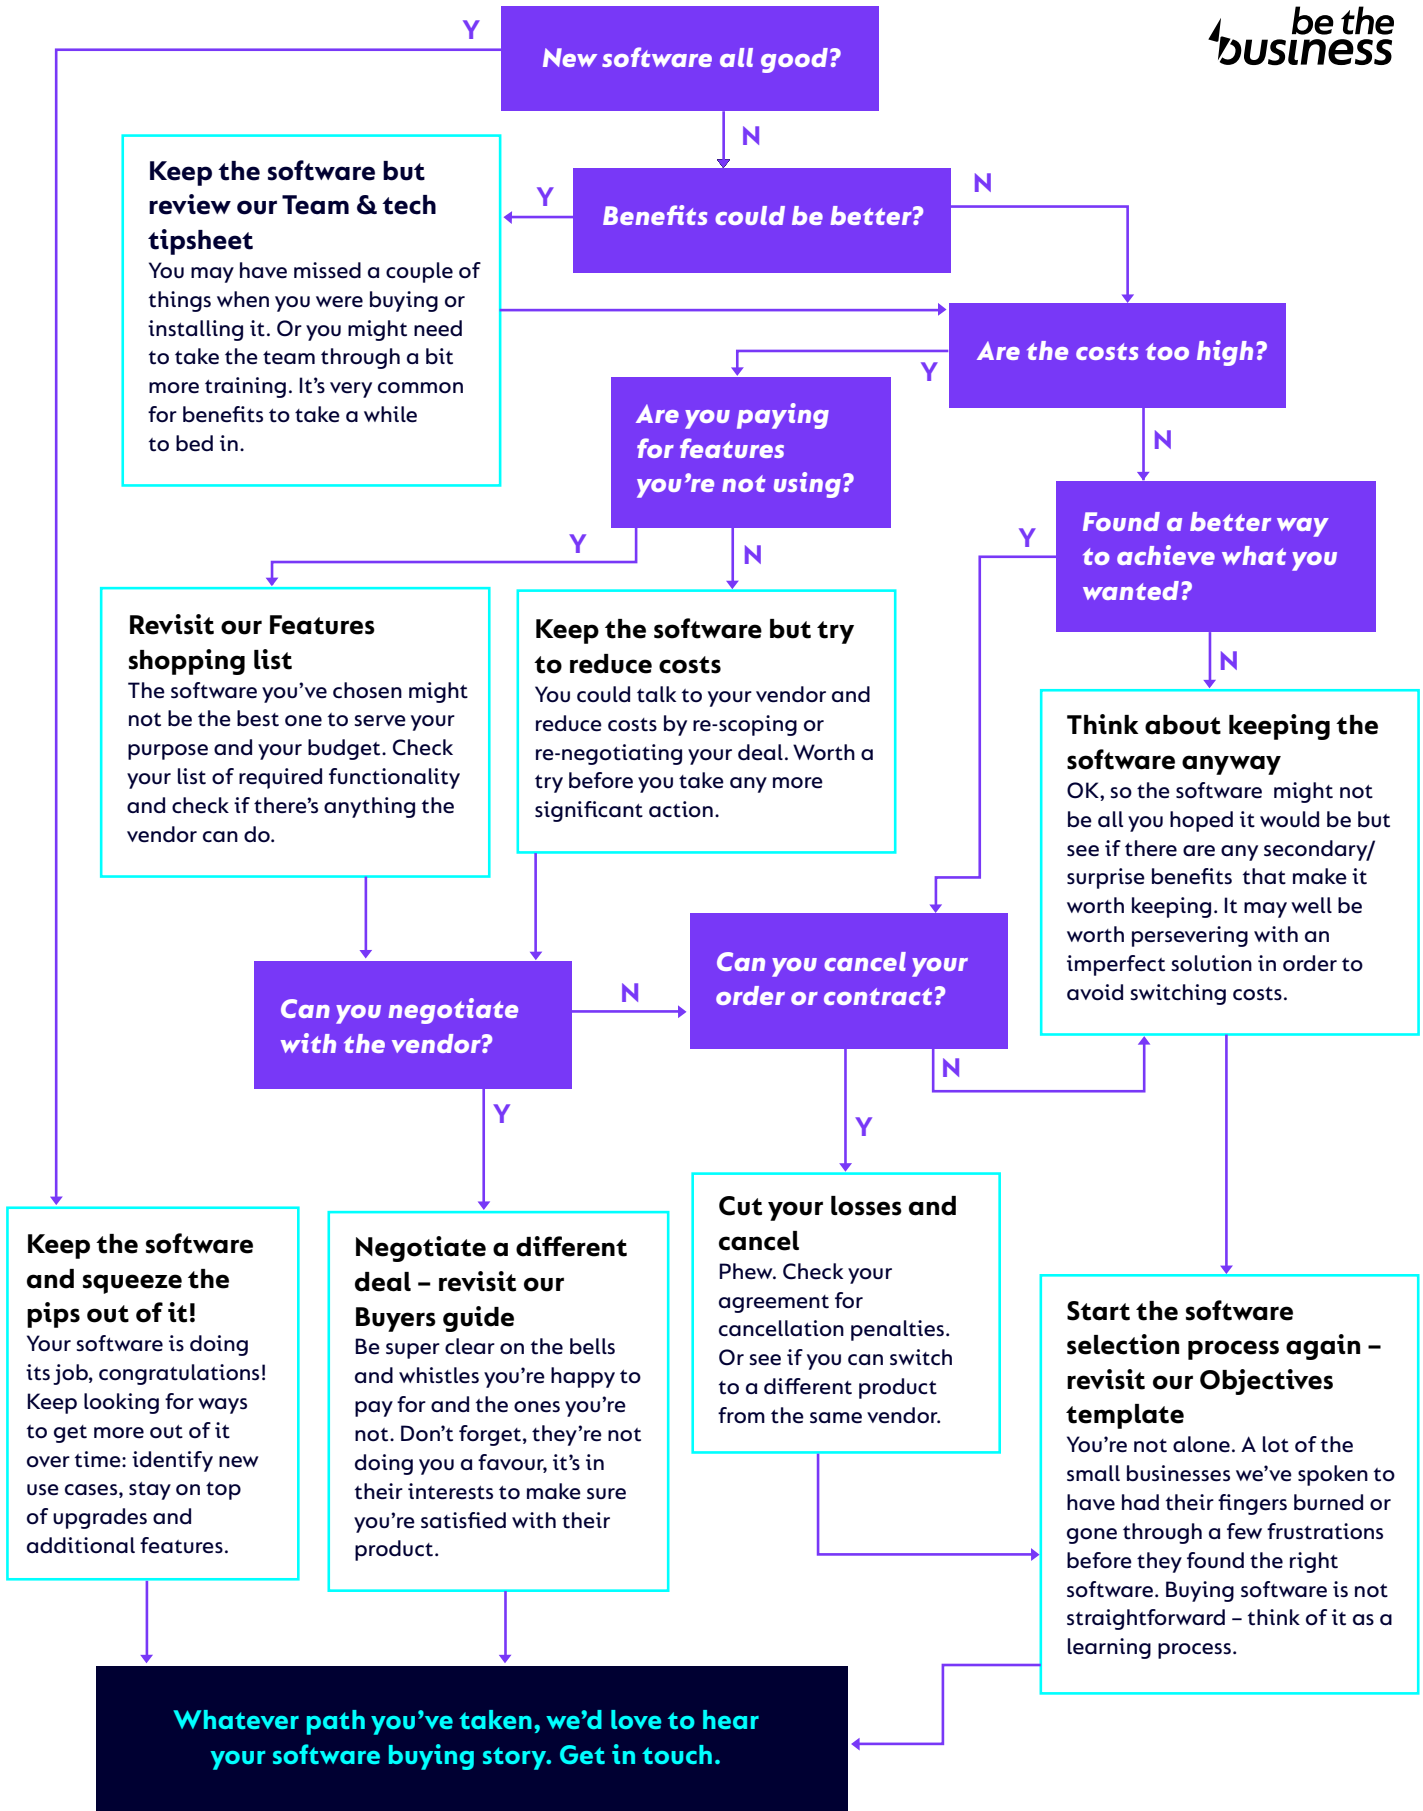 be the
business
Y
New software all good?
N
Keep the software but
review our Team & tech
tipsheet
You may have missed a couple of
things when you were buying or
installing it. Or you might need
to take the team through a bit
more training. It's very common
for benefits to take a while
to bed in.
Y
Benefits could be better?
N
Are the costs too high?
Y
N
Are you paying
for features
you're not using?
Y
N
Found a better way
to achieve what you
wanted?
Y
N
Revisit our Features
shopping list
The software you've chosen might
not be the best one to serve your
purpose and your budget. Check
your list of required functionality
and check if there's anything the
vendor can do.
Keep the software but try
to reduce costs
You could talk to your vendor and
reduce costs by re-scoping or
re-negotiating your deal. Worth a
try before you take any more
significant action.
Think about keeping the
software anyway
OK, so the software might not
be all you hoped it would be but
see if there are any secondary/
surprise benefits that make it
worth keeping. It may well be
worth persevering with an
imperfect solution in order to
avoid switching costs.
Can you negotiate
with the vendor?
N
Y
Can you cancel your
order or contract?
N
Y
Keep the software
and squeeze the
pips out of it!
Your software is doing
its job, congratulations!
Keep looking for ways
to get more out of it
over time: identify new
use cases, stay on top
of upgrades and
additional features.
Negotiate a different
deal – revisit our
Buyers guide
Be super clear on the bells
and whistles you're happy to
pay for and the ones you're
not. Don't forget, they're not
doing you a favour, it's in
their interests to make sure
you're satisfied with their
product.
Cut your losses and
cancel
Phew. Check your
agreement for
cancellation penalties.
Or see if you can switch
to a different product
from the same vendor.
Start the software
selection process again –
revisit our Objectives
template
You're not alone. A lot of the
small businesses we've spoken to
have had their fingers burned or
gone through a few frustrations
before they found the right
software. Buying software is not
straightforward – think of it as a
learning process.
Whatever path you've taken, we'd love to hear
your software buying story. Get in touch.